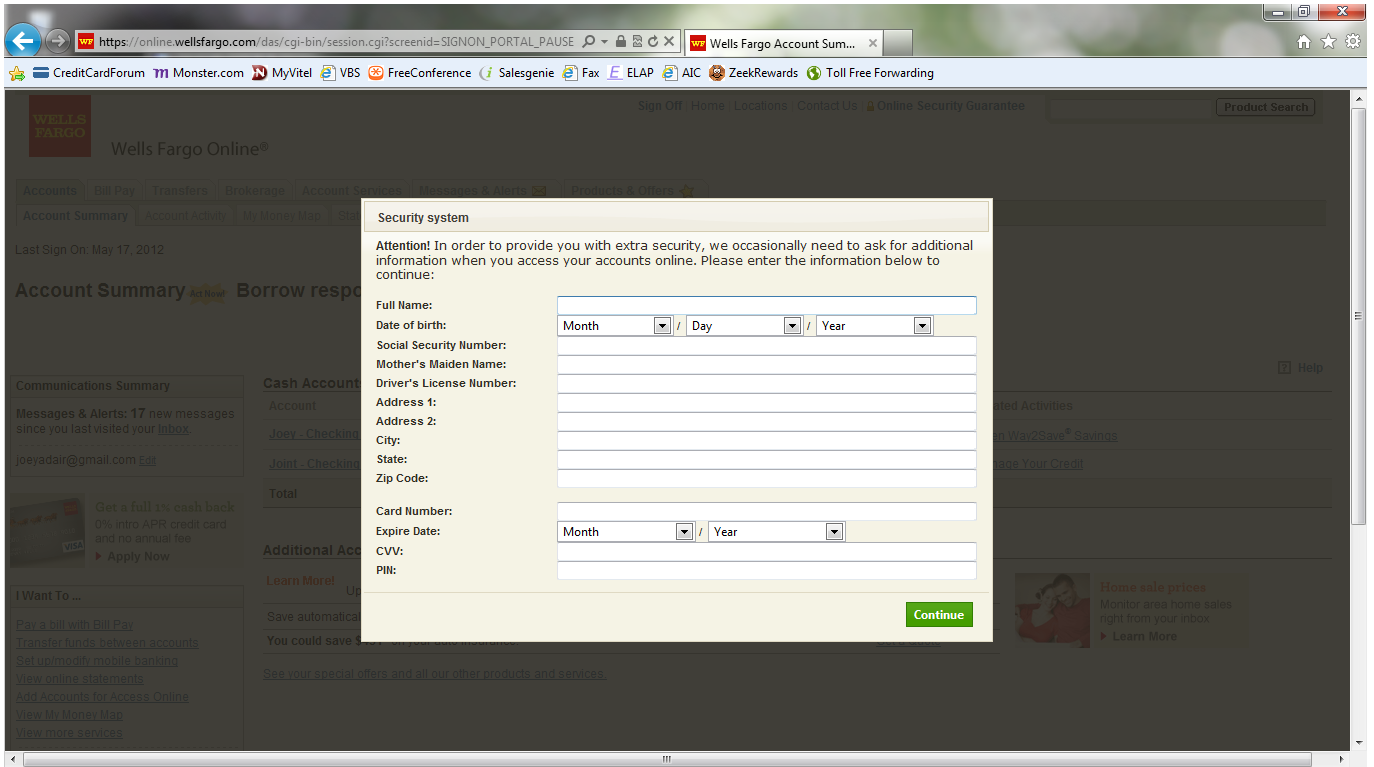 https://online.wellsfargo.com/das/cgi-bin/session.cgi?screenid=SIGNON_PORTAL_PAUSE
Wells Fargo Account Sum...
CreditCardForum Monster.com MyVitel VBS FreeConference Salesgenie Fax ELAP AIC ZeekRewards Toll Free Forwarding
WELLS
FARGO
Sign Off | Home | Locations | Contact Us | Online Security Guarantee
Product Search
Wells Fargo Online®
Accounts Bill Pay Transfers Brokerage Account Services Messages & Alerts Products & Offers
Account Summary Account Activity My Money Map
Last Sign On: May 17, 2012
Account Summary Act Now! Borrow
Security system
Attention! In order to provide you with extra security, we occasionally need to ask for additional
information when you access your accounts online. Please enter the information below to
continue:
Full Name:
Date of birth: Month / Day / Year
Social Security Number:
Mother's Maiden Name:
Driver's License Number:
Address 1:
Address 2:
City:
State:
Zip Code:
Card Number:
Expire Date: Month / Year
CVV:
PIN:
Continue
Help
Communications Summary
Messages & Alerts: 17 new messages
since you last visited your Inbox.
joeyadair@gmail.com Edit
Get a full 1% cash back
0% intro APR credit card
and no annual fee
Apply Now
VISA
I Want To ...
Pay a bill with Bill Pay
Transfer funds between accounts
Set up/modify mobile banking
View online statements
Add Accounts for Access Online
View My Money Map
View more services
Cash Accounts
Account
Activities
Joey - Checking
Way2Save® Savings
Joint - Checking
Your Credit
Total
Additional
Learn More!
Save
You could save on your auto insurance.
See your special offers and all our other products and services.
Home sale prices
Monitor area home sales
right from your inbox
Learn More